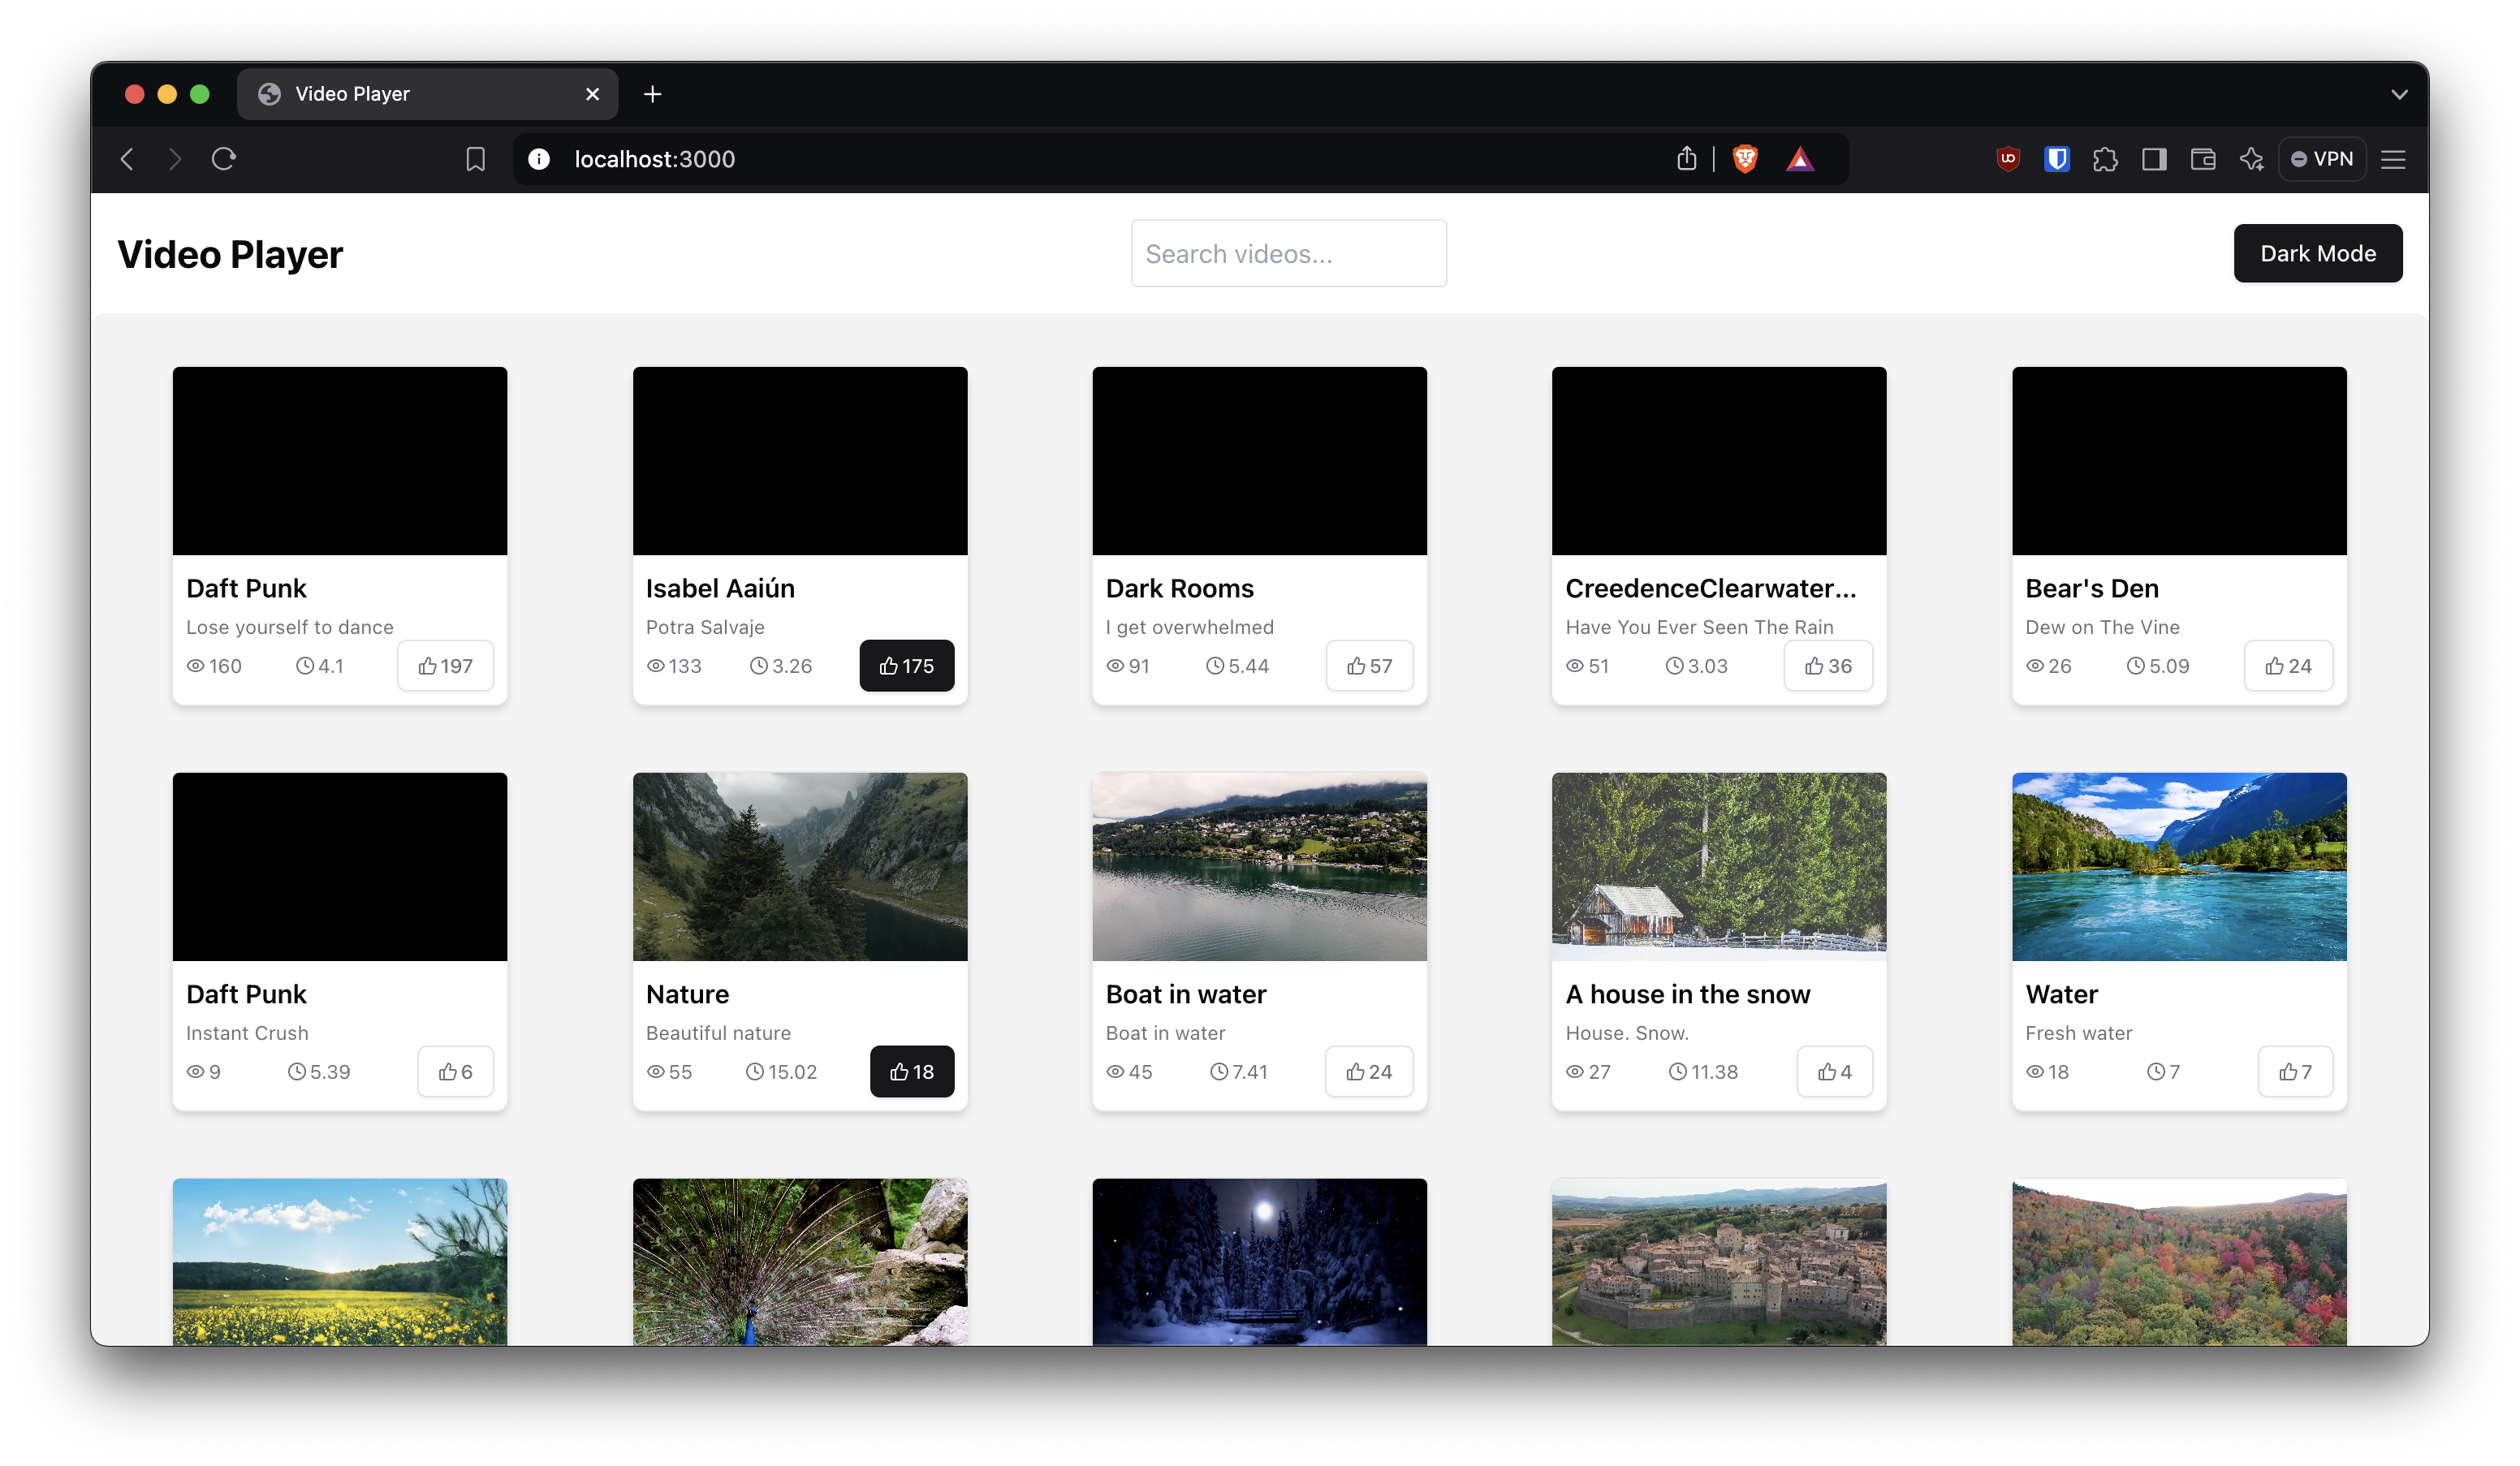 Video Player
localhost:3000
VPN
Video Player
Search videos...
Dark Mode
Daft Punk
Lose yourself to dance
160 4.1 197
Isabel Aaiún
Potra Salvaje
133 3.26 175
Dark Rooms
I get overwhelmed
91 5.44 57
CreedenceClearwater...
Have You Ever Seen The Rain
51 3.03 36
Bear's Den
Dew on The Vine
26 5.09 24
Daft Punk
Instant Crush
9 5.39 6
Nature
Beautiful nature
55 15.02 18
Boat in water
Boat in water
45 7.41 24
A house in the snow
House. Snow.
27 11.38 4
Water
Fresh water
18 7 7